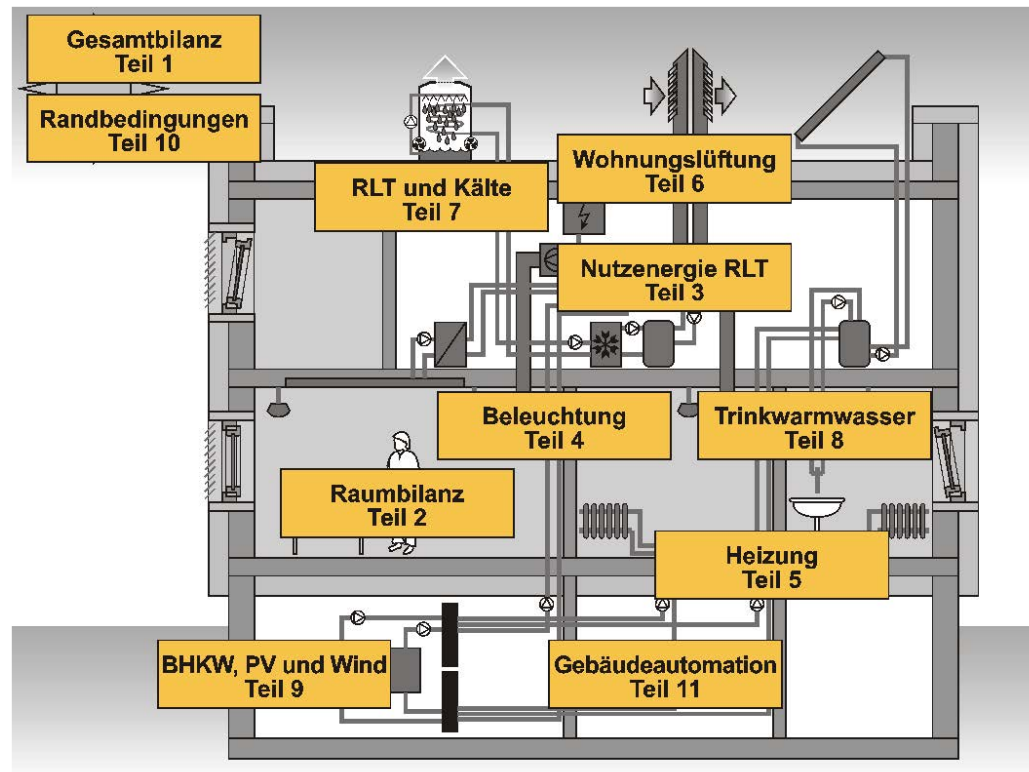 Gesamtbilanz
Teil 1
Randbedingungen
Teil 10
Wohnungslüftung
Teil 6
RLT und Kälte
Teil 7
Nutzenergie RLT
Teil 3
Beleuchtung
Teil 4
Trinkwarmwasser
Teil 8
Raumbilanz
Teil 2
Heizung
Teil 5
BHKW, PV und Wind
Teil 9
Gebäudeautomation
Teil 11